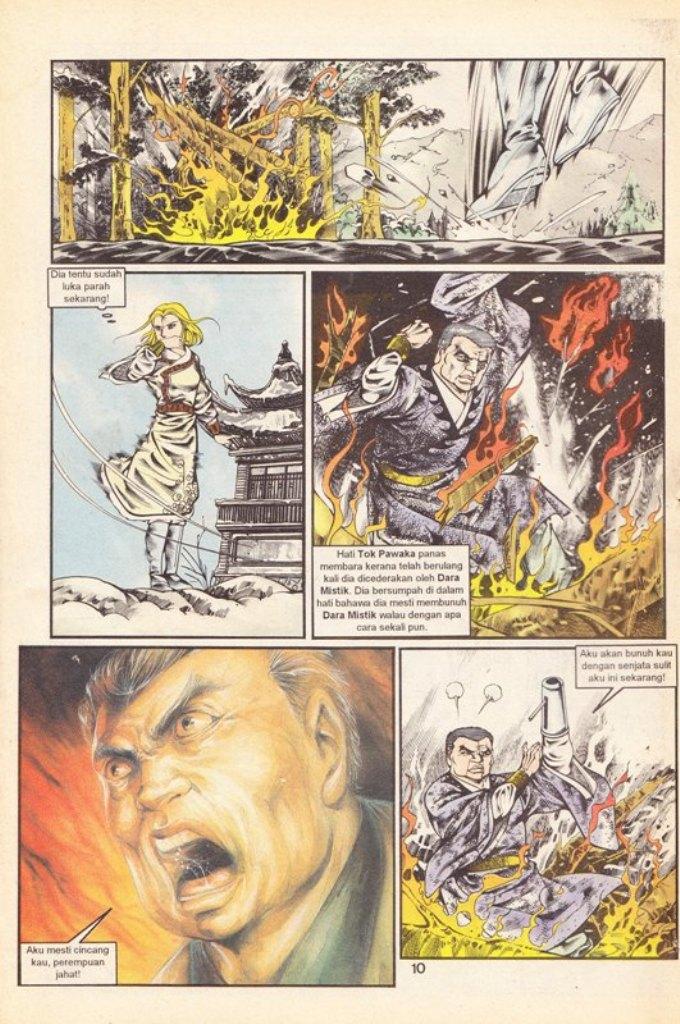 Dia tentu sudah
luka parah
sekarang!
Hati Tok Pawaka panas
membara kerana telah berulang
kali dia dicederakan oleh Dara
Mistik. Dia bersumpah di dalam
hati bahawa dia mesti membunuh
Dara Mistik walau dengan apa
cara sekali pun.
Aku mesti cincang
kau, perempuan
jahat!
Aku akan bunuh kau
dengan senjata sulit
aku ini sekarang!
10